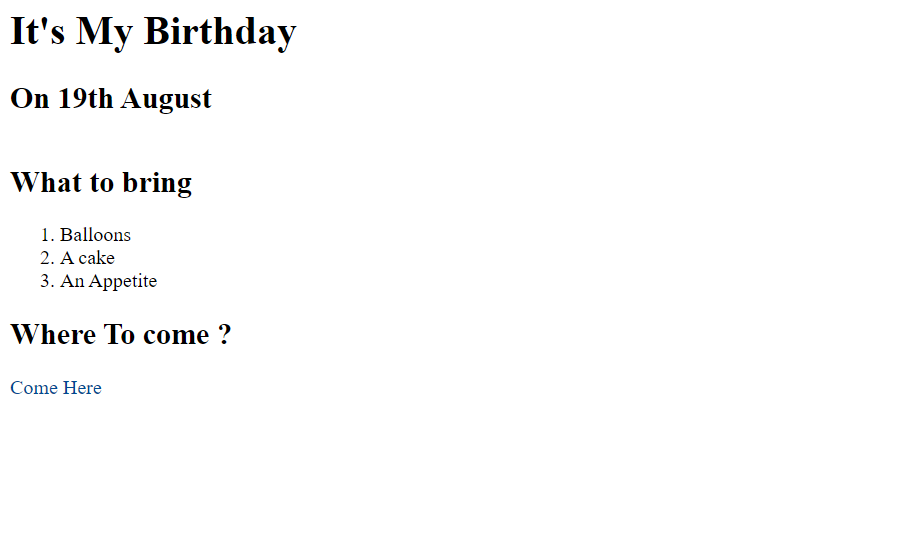 It's My Birthday
On 19th August
What to bring
1. Balloons
2. A cake
3. An Appetite
Where To come ?
Come Here